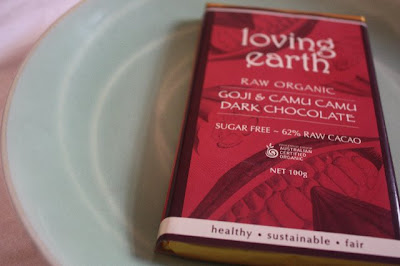 loving
earth
RAW ORGANIC
GOJI & CAMU CAMU
DARK CHOCOLATE
SUGAR FREE ~ 62% RAW CACAO
AUSTRALIAN
CERTIFIED
ORGANIC
NET 100g
healthy • sustainable • fair